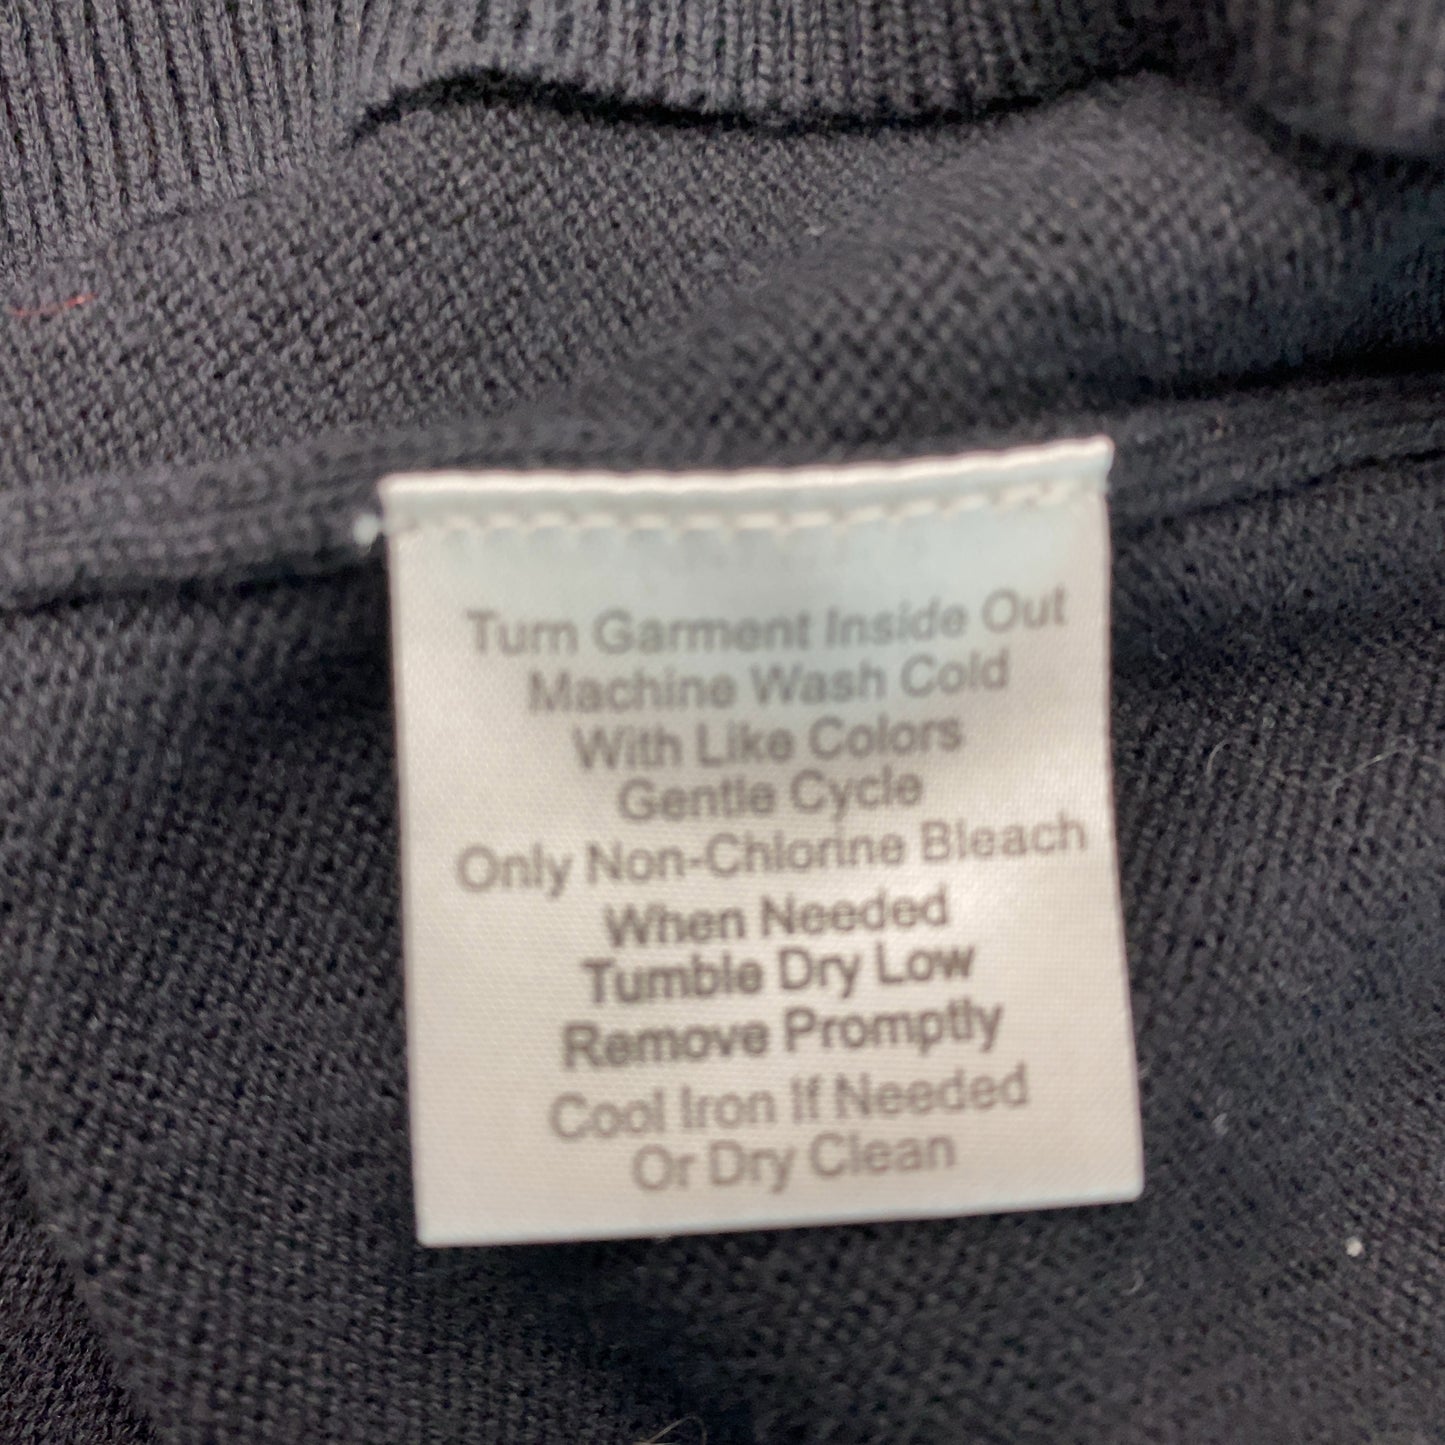 Turn Garment Inside Out
Machine Wash Cold
With Like Colors
Gentle Cycle
Only Non-Chlorine Bleach
When Needed
Tumble Dry Low
Remove Promptly
Cool Iron If Needed
Or Dry Clean